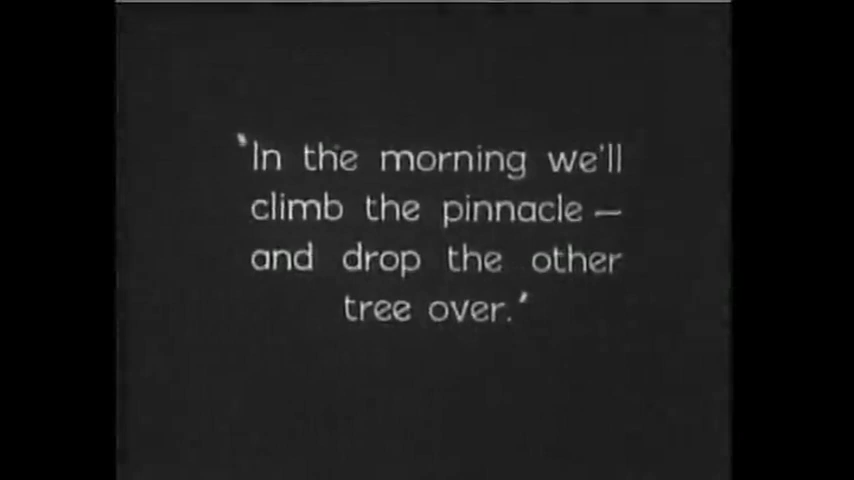 'In the morning we'll
climb the pinnacle —
and drop the other
tree over.'